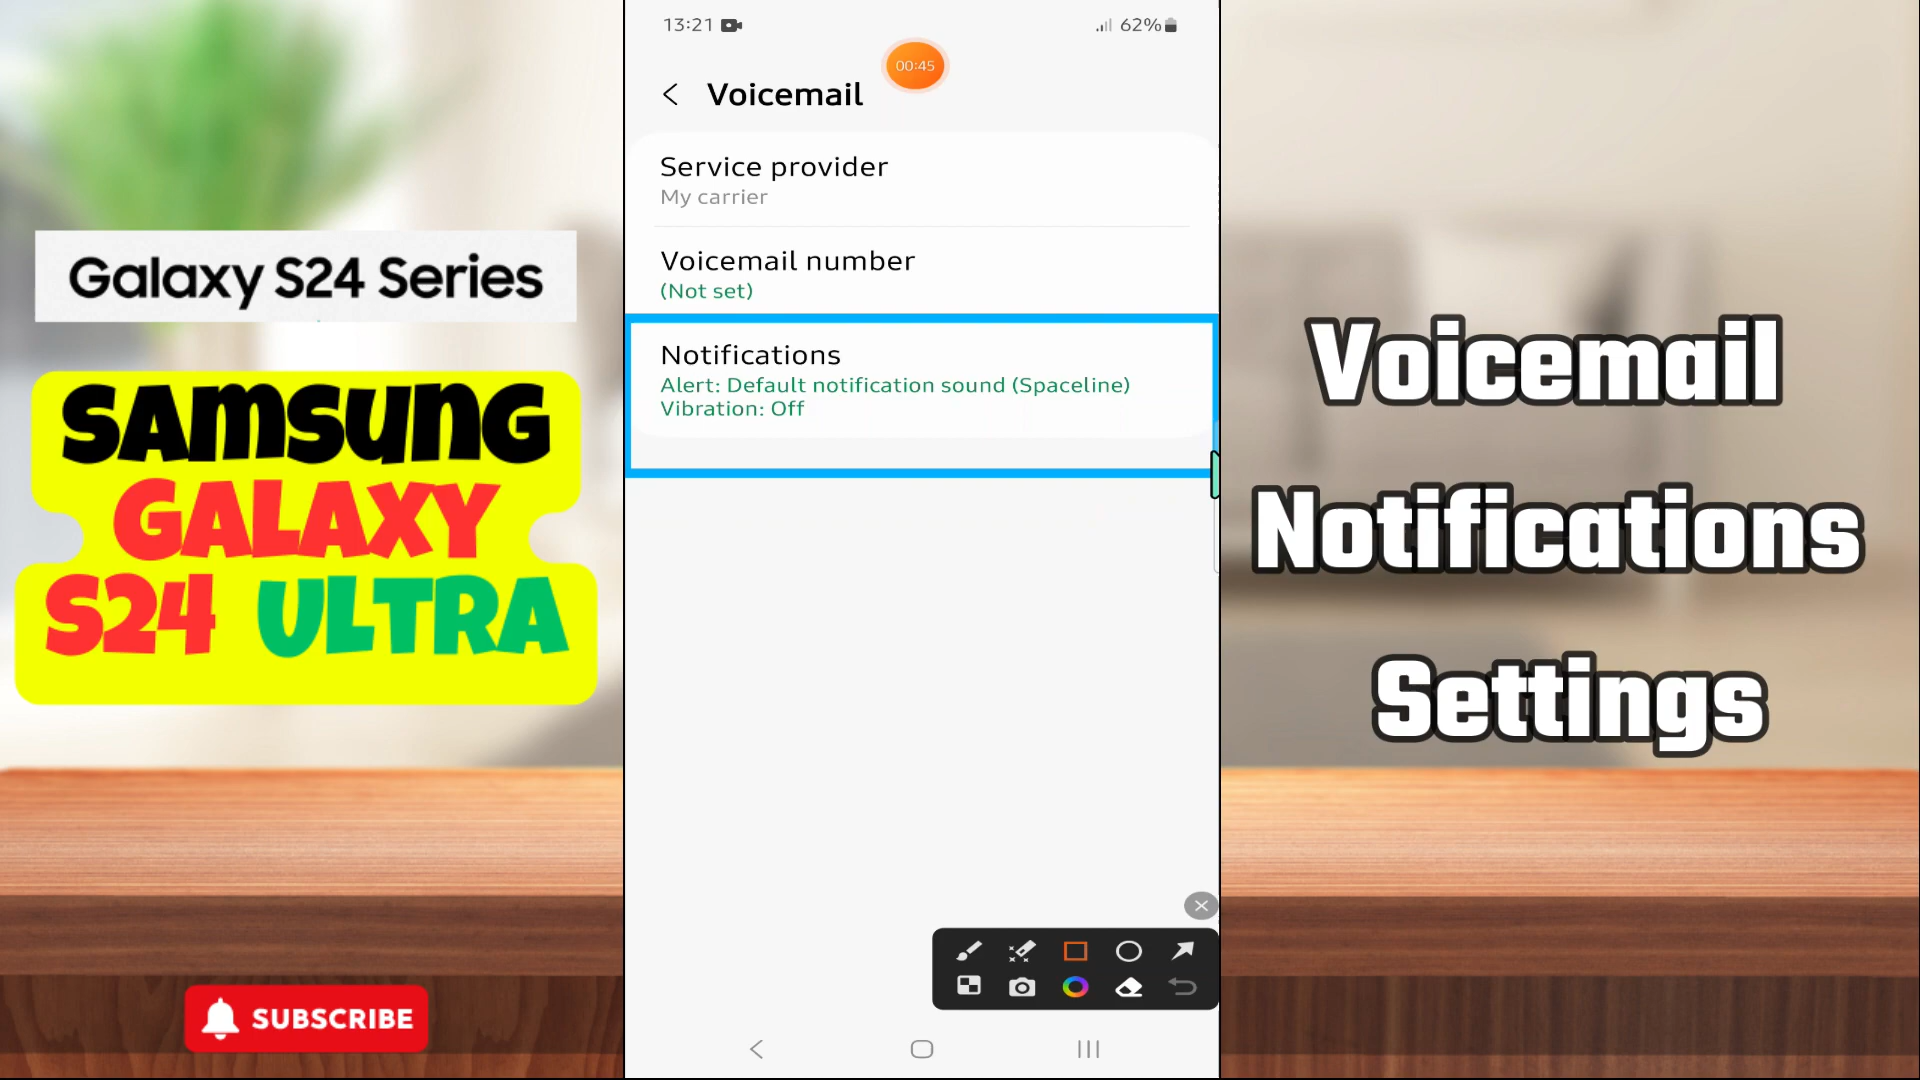 Galaxy S24 Series
SAMSUNG
GALAXY
S24 ULTRA
SUBSCRIBE
13:21
62%
00:45
Voicemail
Service provider
My carrier
Voicemail number
(Not set)
Notifications
Alert: Default notification sound (Spaceline)
Vibration: Off
Voicemail
Notifications
Settings